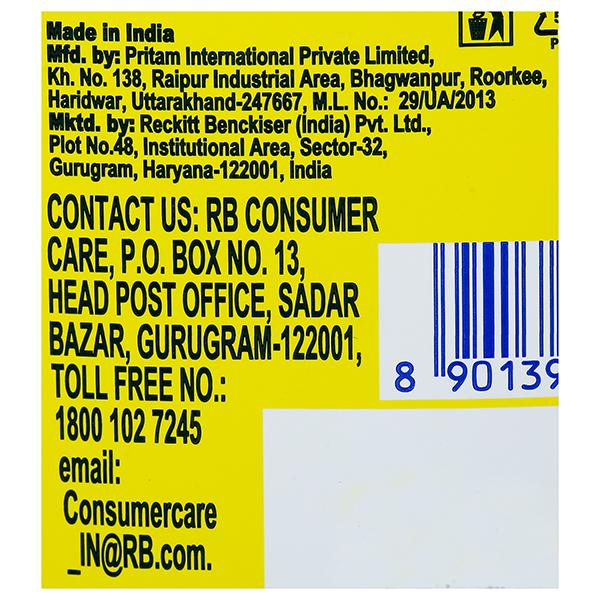 Made in India
Mfd. by: Pritam International Private Limited,
Kh. No. 138, Raipur Industrial Area, Bhagwanpur, Roorkee,
Haridwar, Uttarakhand-247667, M.L. No.: 29/UA/2013
Mktd. by: Reckitt Benckiser (India) Pvt. Ltd.,
Plot No.48, Institutional Area, Sector-32,
Gurugram, Haryana-122001, India
CONTACT US: RB CONSUMER
CARE, P.O. BOX NO. 13,
HEAD POST OFFICE, SADAR
BAZAR, GURUGRAM-122001,
TOLL FREE NO.:
1800 102 7245
email:
Consumercare
_IN@RB.com.
8 90139